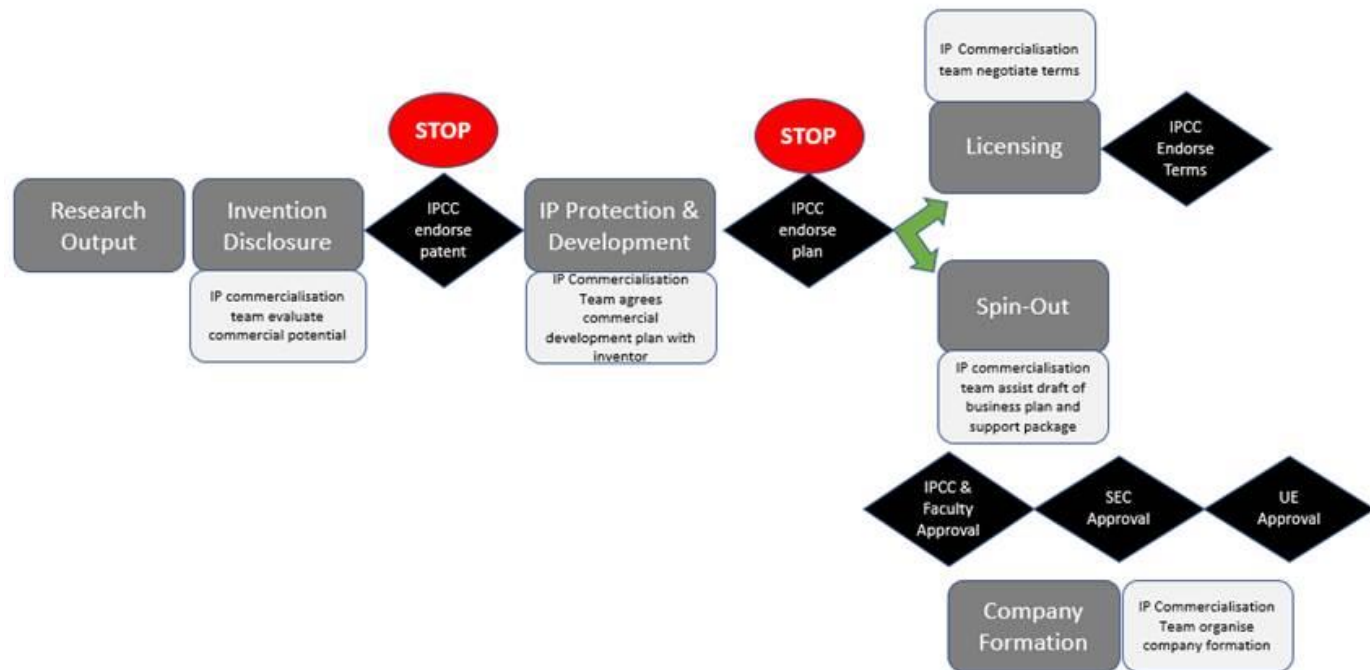 Research
Output
Invention
Disclosure
IP commercialisation
team evaluate
commercial potential
STOP
IPCC
endorse
patent
IP Protection &
Development
IP Commercialisation
Team agrees
commercial
development plan with
inventor
STOP
IPCC
endorse
plan
IP Commercialisation
team negotiate terms
Licensing
IPCC
Endorse
Terms
Spin-Out
IP commercialisation
team assist draft of
business plan and
support package
IPCC &
Faculty
Approval
SEC
Approval
UE
Approval
Company
Formation
IP Commercialisation
Team organise
company formation